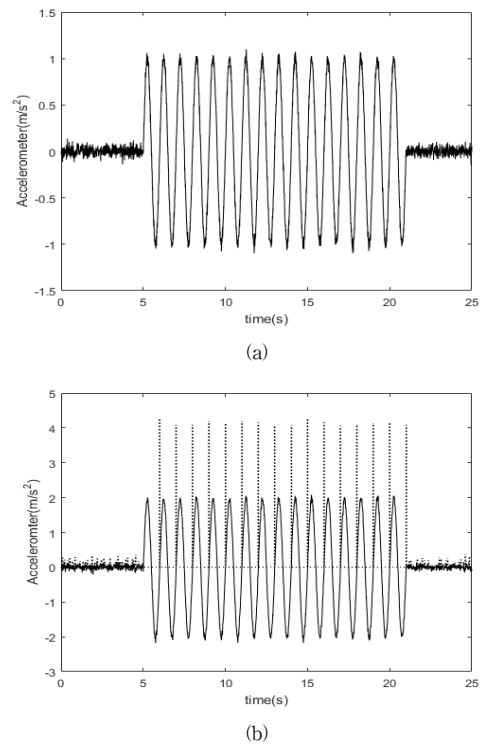 1.5
1
0.5
0
-0.5
-1
-1.5
Accelerometer(m/s²)
0 5 10 15 20 25
time(s)
(a)
5
4
3
2
1
0
-1
-2
-3
Acceleromter(m/s²)
0 5 10 15 20 25
time(s)
(b)